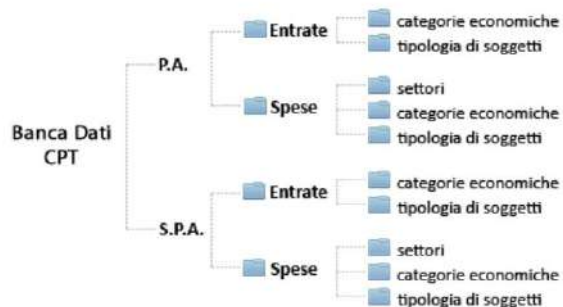 Banca Dati
CPT
P.A.
Entrate
categorie economiche
tipologia di soggetti
Spese
settori
categorie economiche
tipologia di soggetti
S.P.A.
Entrate
categorie economiche
tipologia di soggetti
Spese
settori
categorie economiche
tipologia di soggetti